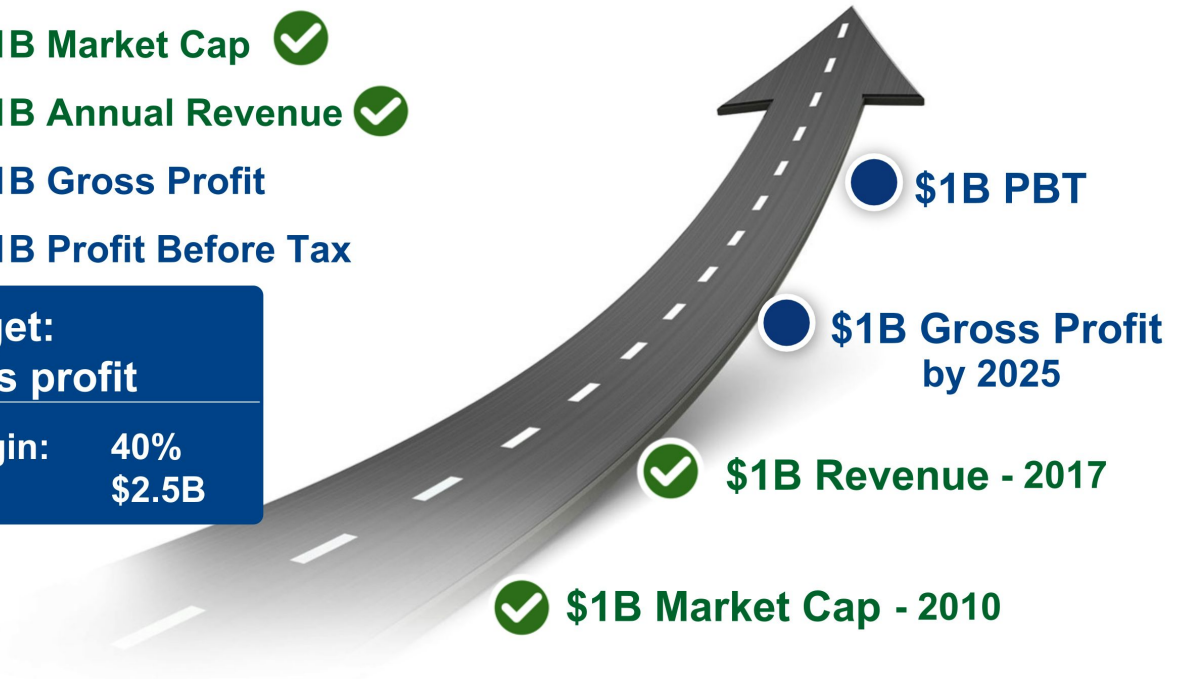 1B Market Cap
1B Annual Revenue
1B Gross Profit
1B Profit Before Tax
get:
s profit
gin: 40%
$2.5B
$1B PBT
$1B Gross Profit
by 2025
$1B Revenue - 2017
$1B Market Cap - 2010